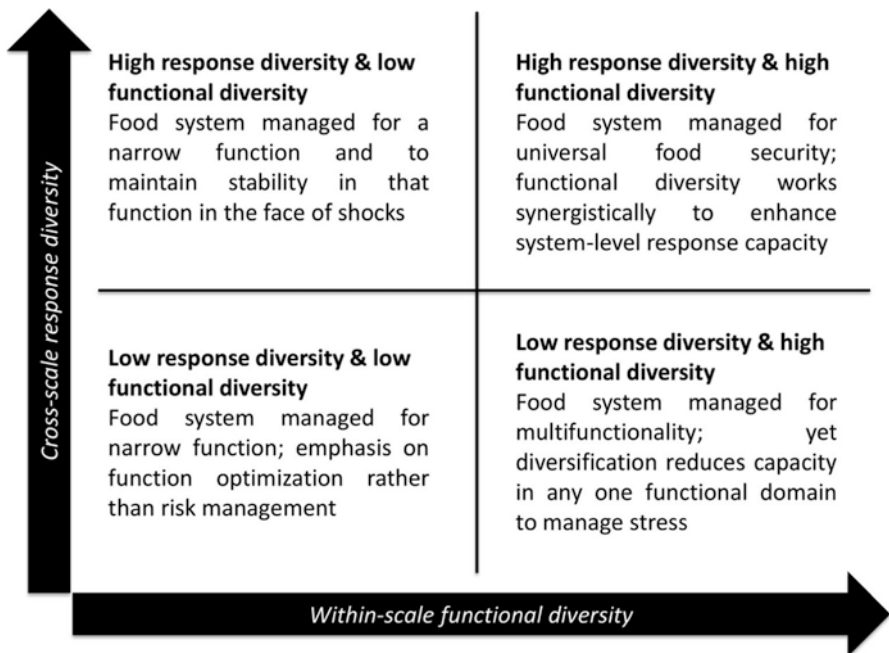 Cross-scale response diversity
High response diversity & low
functional diversity
Food system managed for a
narrow function and to
maintain stability in that
function in the face of shocks
High response diversity & high
functional diversity
Food system managed for
universal food security;
functional diversity works
synergistically to enhance
system-level response capacity
Low response diversity & low
functional diversity
Food system managed for
narrow function; emphasis on
function optimization rather
than risk management
Low response diversity & high
functional diversity
Food system managed for
multifunctionality; yet
diversification reduces capacity
in any one functional domain
to manage stress
Within-scale functional diversity